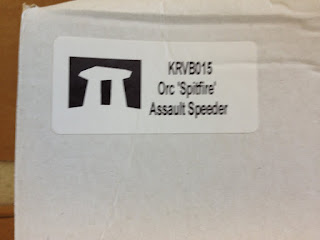 KRVB015
Orc 'Spitfire'
Assault Speeder